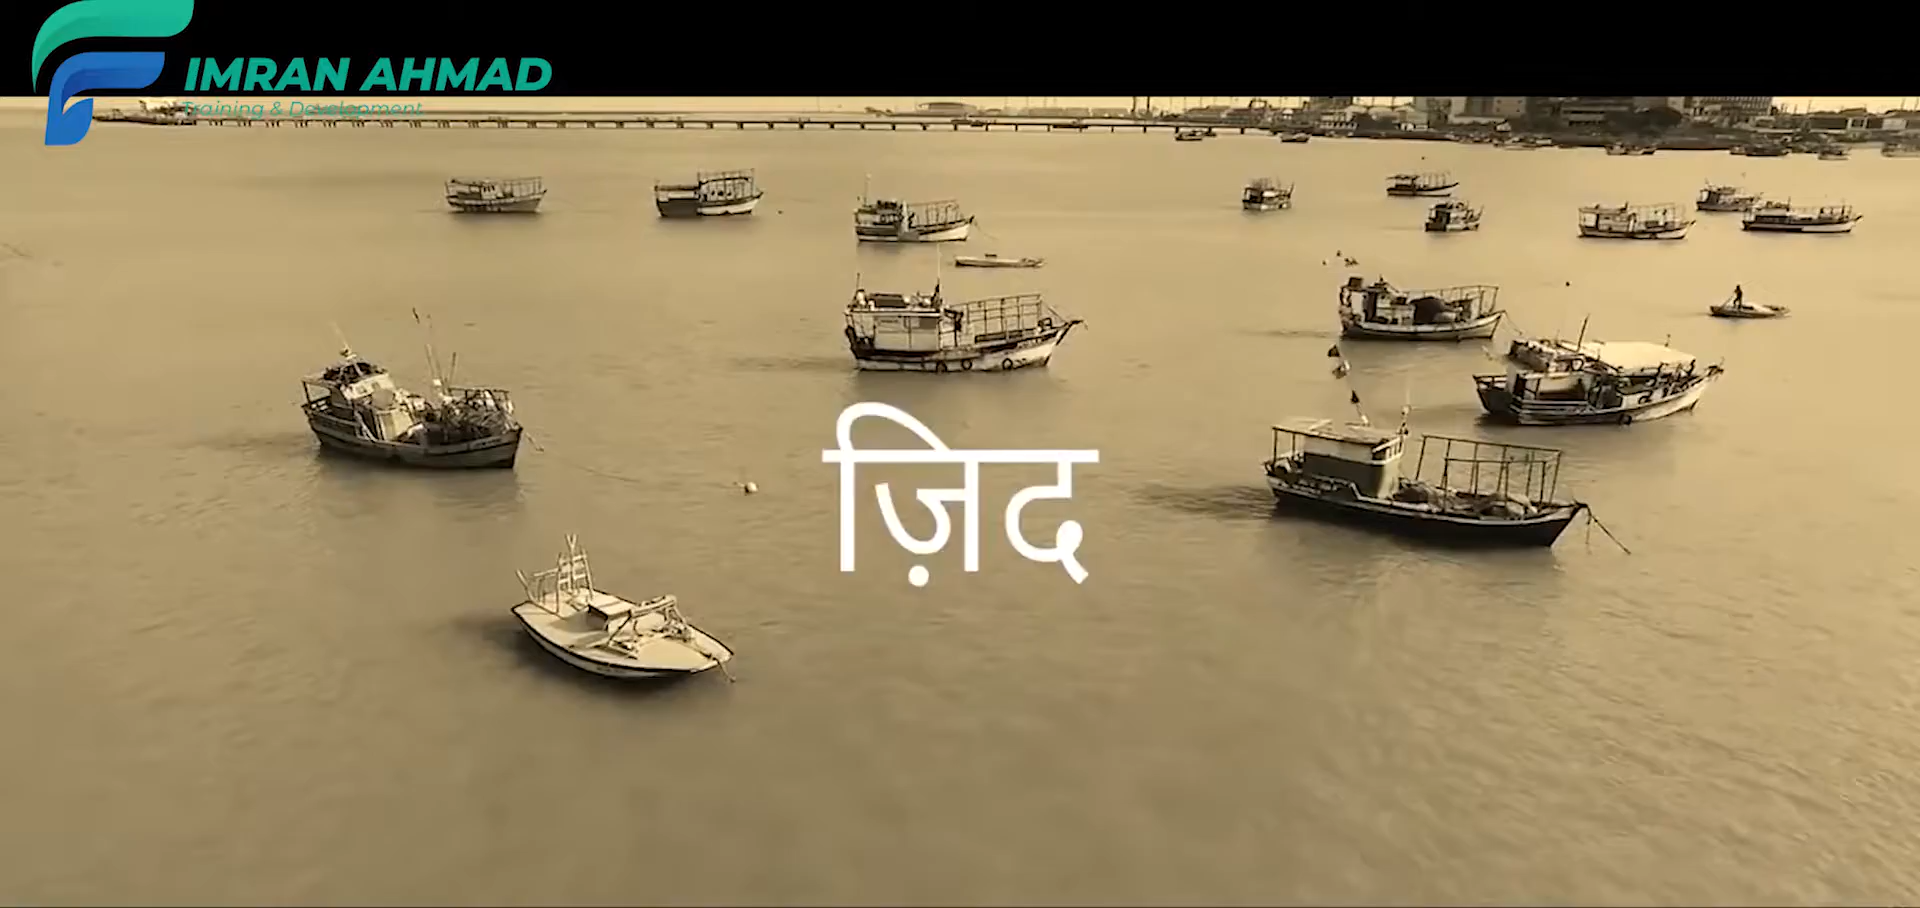 IMRAN AHMAD
Training & Development
ज़िद